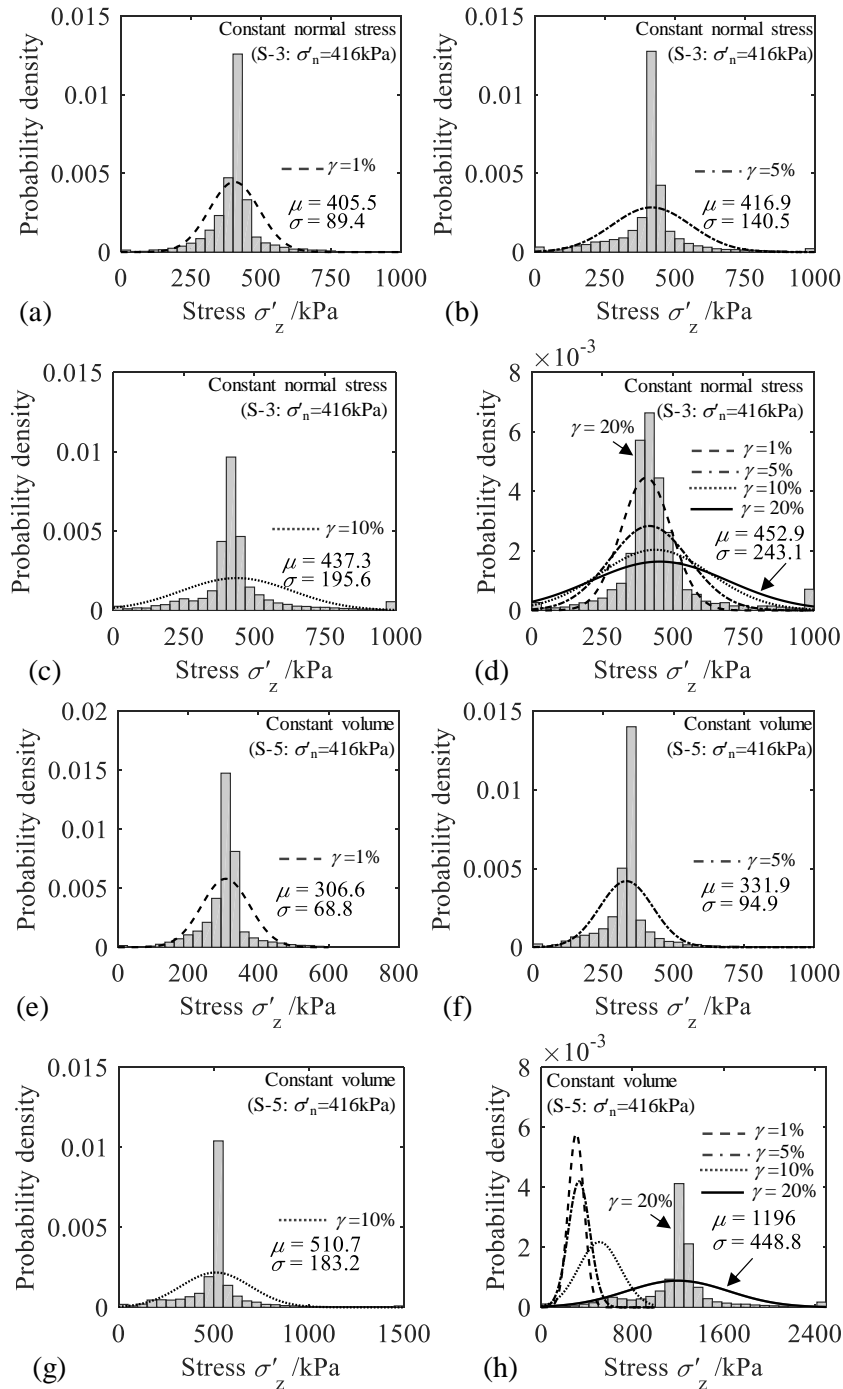 Constant normal stress
(S-3: σ′n=416kPa)
Probability density
0.015
0.01
0.005
0
γ=1%
μ = 405.5
σ = 89.4
0 250 500 750 1000
Stress σ′z /kPa
(a)
Constant normal stress
(S-3: σ′n=416kPa)
Probability density
0.015
0.01
0.005
0
γ=5%
μ = 416.9
σ = 140.5
0 250 500 750 1000
Stress σ′z /kPa
(b)
Constant normal stress
(S-3: σ′n=416kPa)
Probability density
0.015
0.01
0.005
0
γ=10%
μ = 437.3
σ = 195.6
0 250 500 750 1000
Stress σ′z /kPa
(c)
×10-3
Constant normal stress
(S-3: σ′n=416kPa)
Probability density
8
6
4
2
0
γ=20%
γ=1%
γ=5%
γ=10%
γ=20%
μ = 452.9
σ = 243.1
0 250 500 750 1000
Stress σ′z /kPa
(d)
Constant volume
(S-5: σ′n=416kPa)
Probability density
0.02
0.015
0.01
0.005
0
γ=1%
μ = 306.6
σ = 68.8
0 200 400 600 800
Stress σ′z /kPa
(e)
Constant volume
(S-5: σ′n=416kPa)
Probability density
0.015
0.01
0.005
0
γ=5%
μ = 331.9
σ = 94.9
0 250 500 750 1000
Stress σ′z /kPa
(f)
Constant volume
(S-5: σ′n=416kPa)
Probability density
0.015
0.01
0.005
0
γ=10%
μ = 510.7
σ = 183.2
0 500 1000 1500
Stress σ′z /kPa
(g)
×10-3
Constant volume
(S-5: σ′n=416kPa)
Probability density
8
6
4
2
0
γ=1%
γ=5%
γ=10%
γ=20%
γ=20%
μ = 1196
σ = 448.8
0 800 1600 2400
Stress σ′z /kPa
(h)